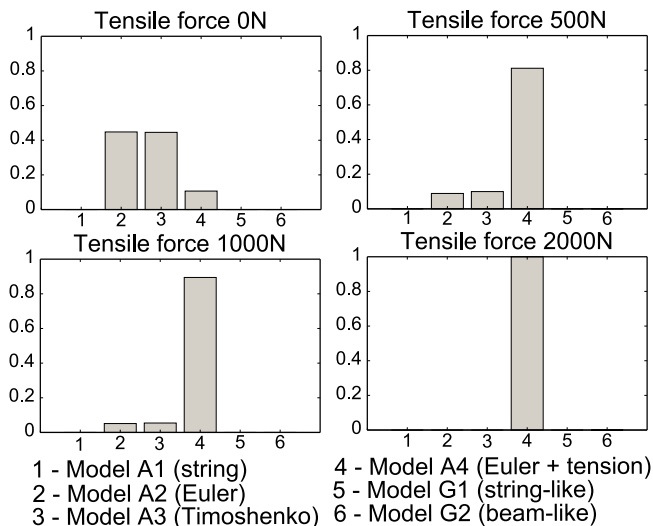 Tensile force 0N
1
0.8
0.6
0.4
0.2
0
1 2 3 4 5 6
Tensile force 500N
1
0.8
0.6
0.4
0.2
0
1 2 3 4 5 6
Tensile force 1000N
1
0.8
0.6
0.4
0.2
0
1 2 3 4 5 6
Tensile force 2000N
1
0.8
0.6
0.4
0.2
0
1 2 3 4 5 6
1 - Model A1 (string)
2 - Model A2 (Euler)
3 - Model A3 (Timoshenko)
4 - Model A4 (Euler + tension)
5 - Model G1 (string-like)
6 - Model G2 (beam-like)